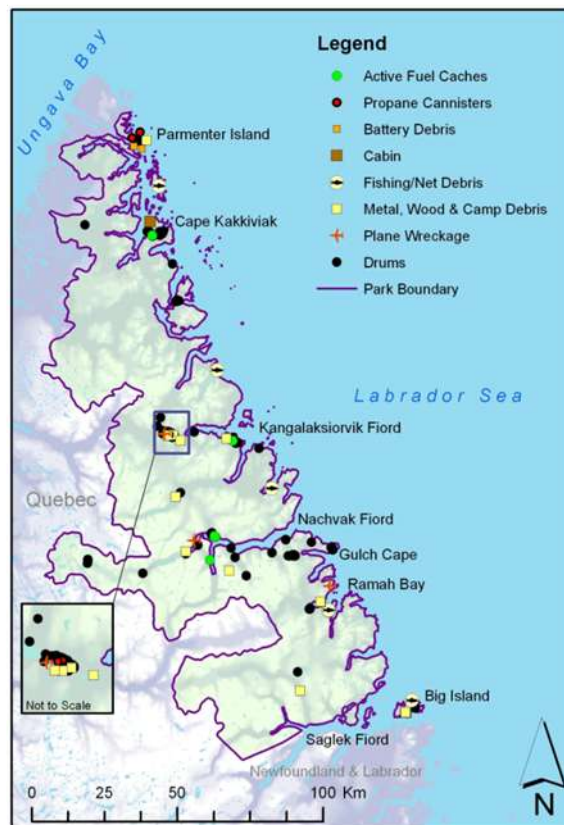 Legend
Active Fuel Caches
Propane Cannisters
Battery Debris
Cabin
Fishing/Net Debris
Metal, Wood & Camp Debris
Plane Wreckage
Drums
Park Boundary
Ungava Bay
Parmenter Island
Cape Kakkiviak
Labrador Sea
Kangalaksiorvik Fiord
Quebec
Nachvak Fiord
Gulch Cape
Ramah Bay
Not to Scale
Big Island
Saglek Fiord
Newfoundland & Labrador
0 50 100 Km
N